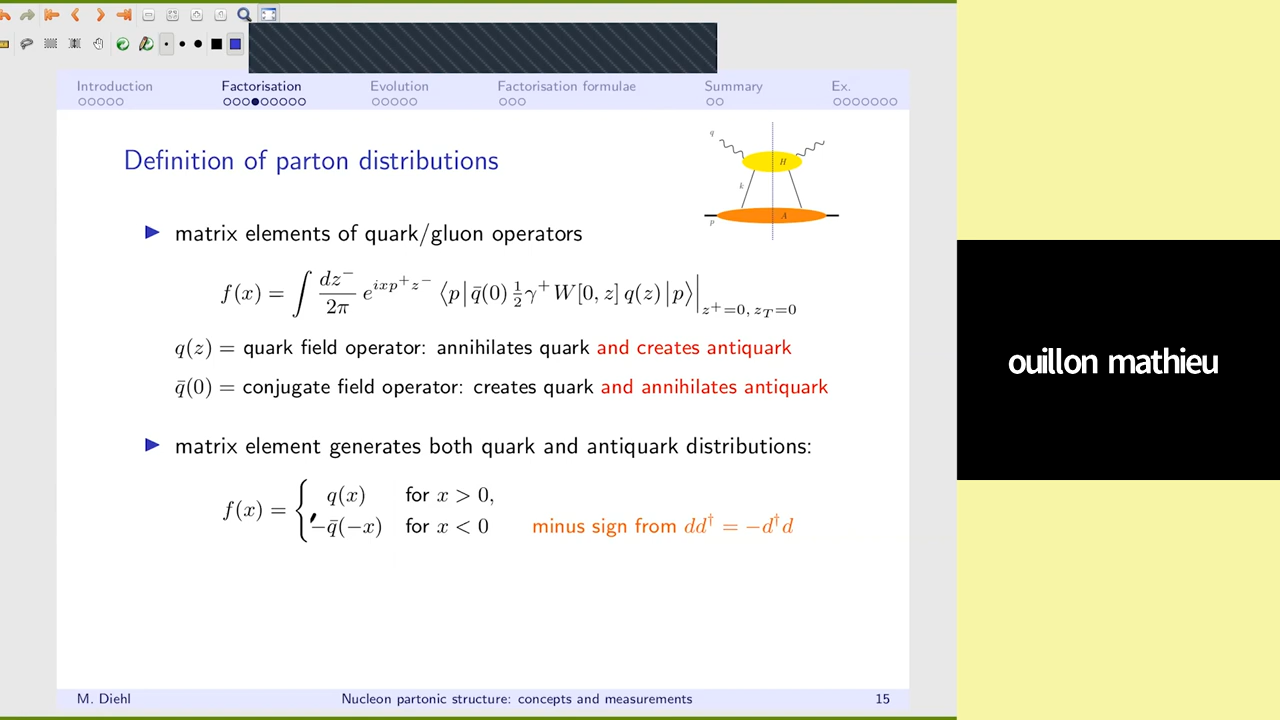 Introduction Factorisation Evolution Factorisation formulae Summary Ex.
Definition of parton distributions
q
H
k
p
A
▶ matrix elements of quark/gluon operators
f(x) = ∫ dz⁻/2π e^{ixp⁺z⁻} ⟨p| q̄(0) ½ γ⁺ W[0, z] q(z) |p⟩|_{z⁺=0, z_T=0}
q(z) = quark field operator: annihilates quark and creates antiquark
q̄(0) = conjugate field operator: creates quark and annihilates antiquark
▶ matrix element generates both quark and antiquark distributions:
f(x) = { q(x) for x > 0,
−q̄(−x) for x < 0 minus sign from dd† = −d†d
ouillon mathieu
M. Diehl Nucleon partonic structure: concepts and measurements 15